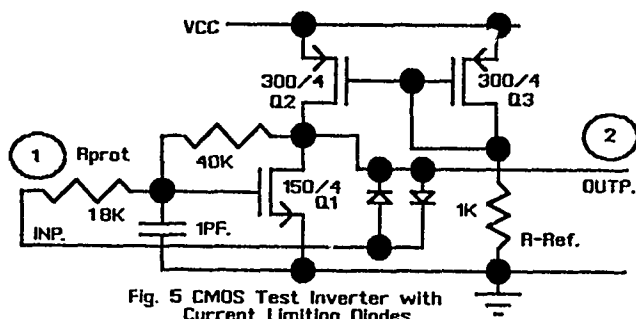 VCC
300/4
Q2
300/4
Q3
1
Rprot
40K
2
150/4
Q1
OUTP.
18K
1PF.
1K
INP.
R-Ref.
Fig. 5 CMOS Test Inverter with
Current Limiting Diodes